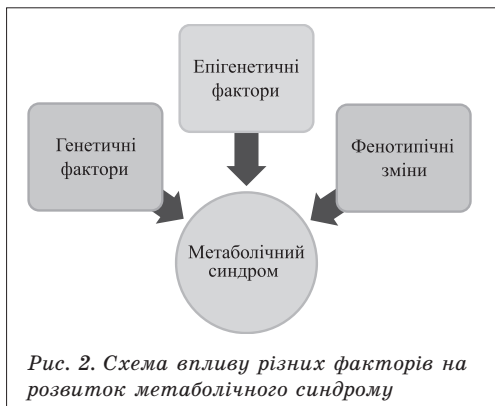 Епігенетичні
фактори
Генетичні
фактори
Фенотипічні
зміни
Метаболічний
синдром
Рис. 2. Схема впливу різних факторів на
розвиток метаболічного синдрому